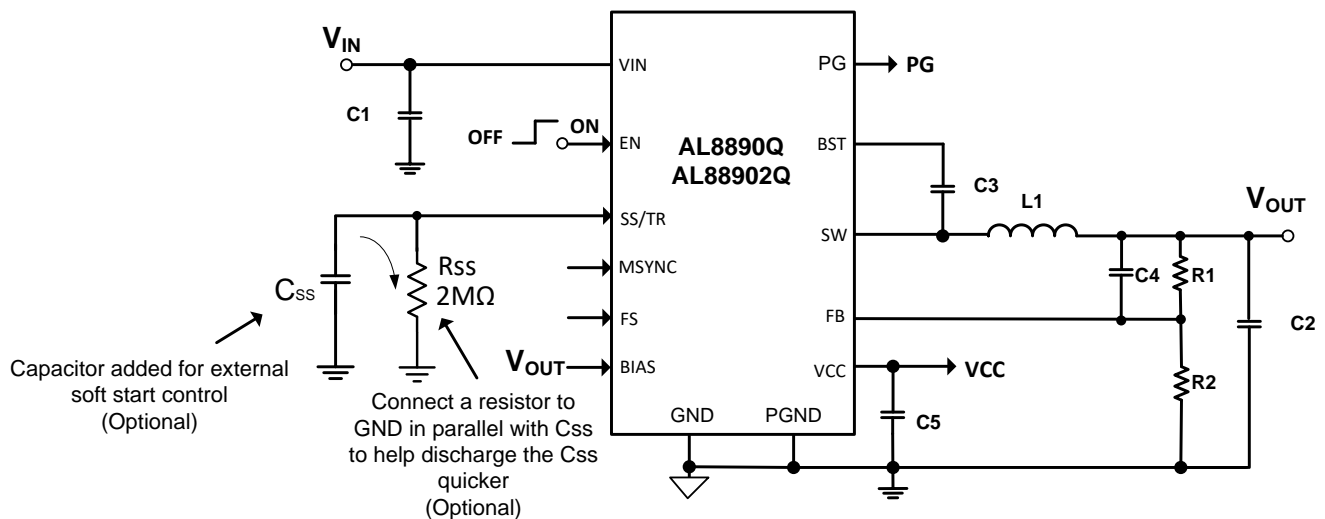 VIN
VIN
C1
OFF
ON
EN
AL8890Q
AL88902Q
PG
PG
BST
C3
L1
VOUT
SS/TR
SW
MSYNC
CSS
Rss
2MΩ
C4
R1
FS
FB
C2
VOUT
BIAS
VCC
VCC
R2
Capacitor added for external
soft start control
(Optional)
Connect a resistor to
GND in parallel with Css
to help discharge the Css
quicker
(Optional)
GND
PGND
C5